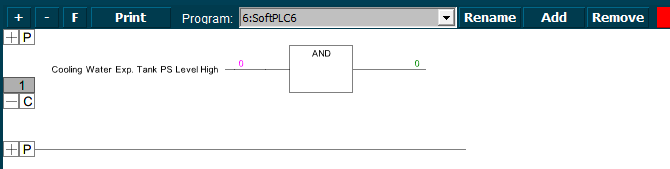 + - F Print Program: 6:SoftPLC6 Rename Add Remove
+ P
AND
Cooling Water Exp. Tank PS Level High 0 0
1
- C
+ P